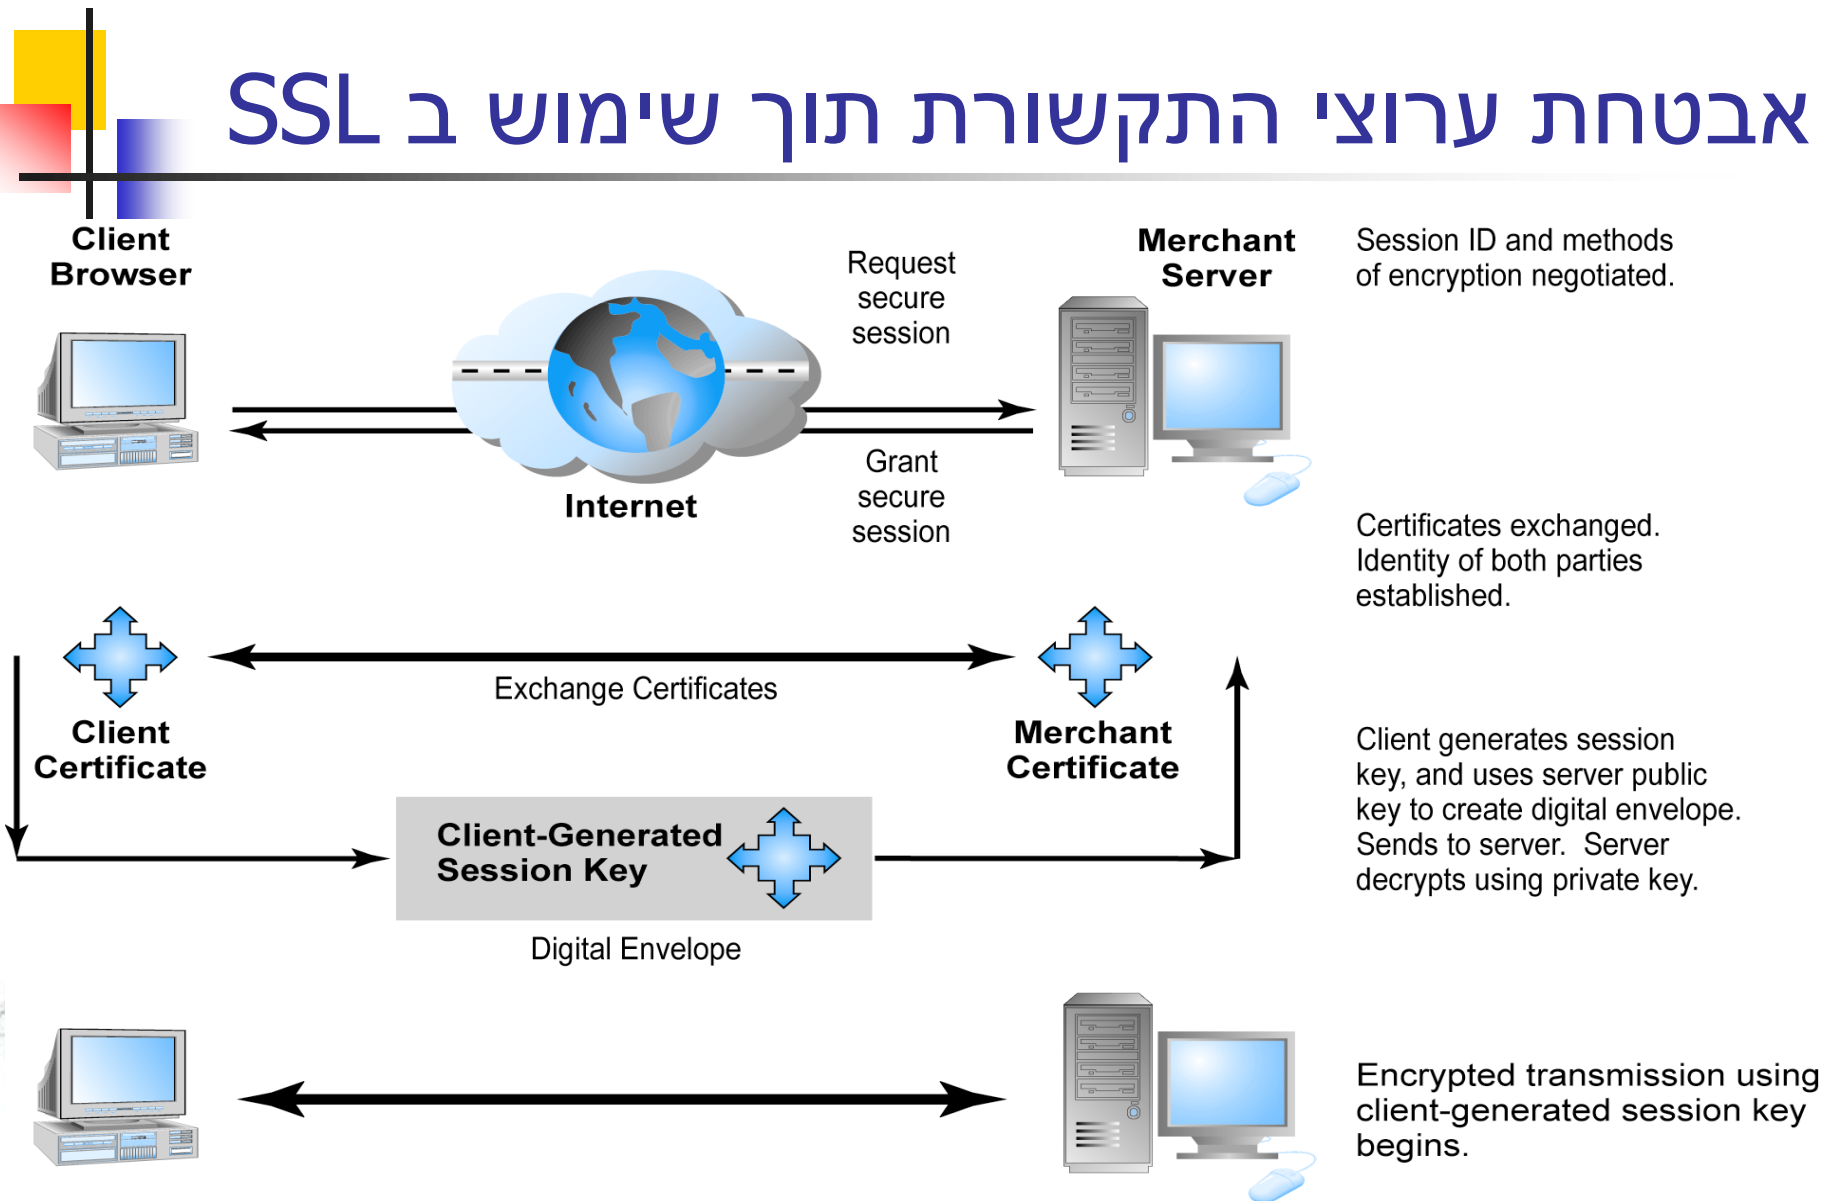 אבטחת ערוצי התקשורת תוך שימוש ב SSL
Client
Browser
Request
secure
session
Merchant
Server
Session ID and methods
of encryption negotiated.
Grant
secure
session
Internet
Certificates exchanged.
Identity of both parties
established.
Exchange Certificates
Client
Certificate
Merchant
Certificate
Client generates session
key, and uses server public
key to create digital envelope.
Sends to server.  Server
decrypts using private key.
Client-Generated
Session Key
Digital Envelope
Encrypted transmission using
client-generated session key
begins.